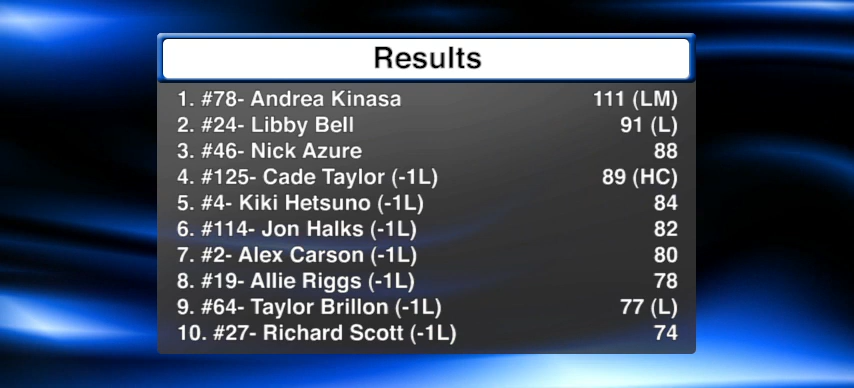 Results
1. #78- Andrea Kinasa 111 (LM)
2. #24- Libby Bell 91 (L)
3. #46- Nick Azure 88
4. #125- Cade Taylor (-1L) 89 (HC)
5. #4- Kiki Hetsuno (-1L) 84
6. #114- Jon Halks (-1L) 82
7. #2- Alex Carson (-1L) 80
8. #19- Allie Riggs (-1L) 78
9. #64- Taylor Brillon (-1L) 77 (L)
10. #27- Richard Scott (-1L) 74